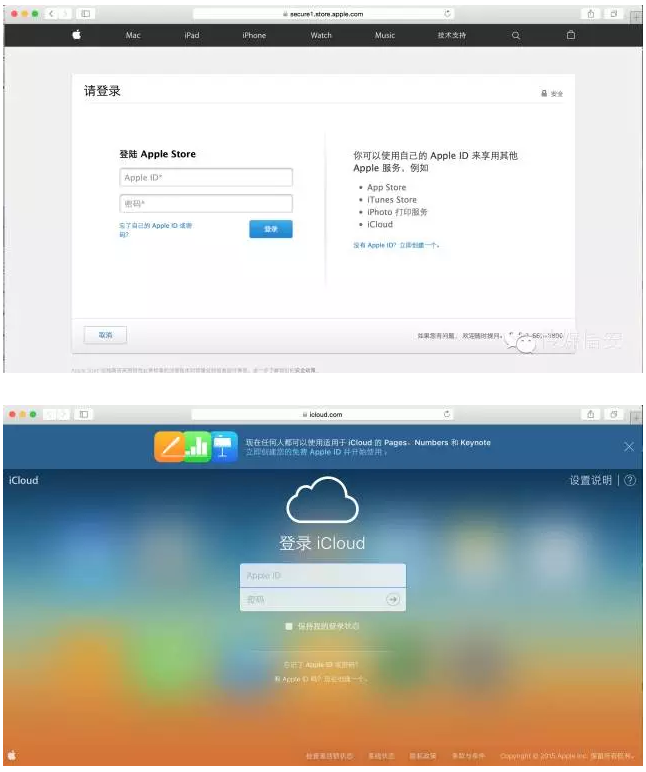 secure1.store.apple.com
Mac iPad iPhone Watch Music 技术支持
请登录
安全
登陆 Apple Store
Apple ID*
密码*
忘了自己的 Apple ID 或密
码?
登录
你可以使用自己的 Apple ID 来享用其他
Apple 服务，例如
• App Store
• iTunes Store
• iPhoto 打印服务
• iCloud
没有 Apple ID? 立即创建一个。
取消
如果您有问题， 欢迎随时提问。
icloud.com
现在任何人都可以使用适用于 iCloud 的 Pages、Numbers 和 Keynote
立即创建您的免费 Apple ID 并开始使用 ›
iCloud
设置说明
登录 iCloud
Apple ID
密码
保持我的登录状态
忘记了 Apple ID 或密码?
没有 Apple ID 吗? 现在创建一个。
检查激活锁状态 系统状态 隐私政策 条款与条件 Copyright © 2015 Apple Inc. 保留所有权利。